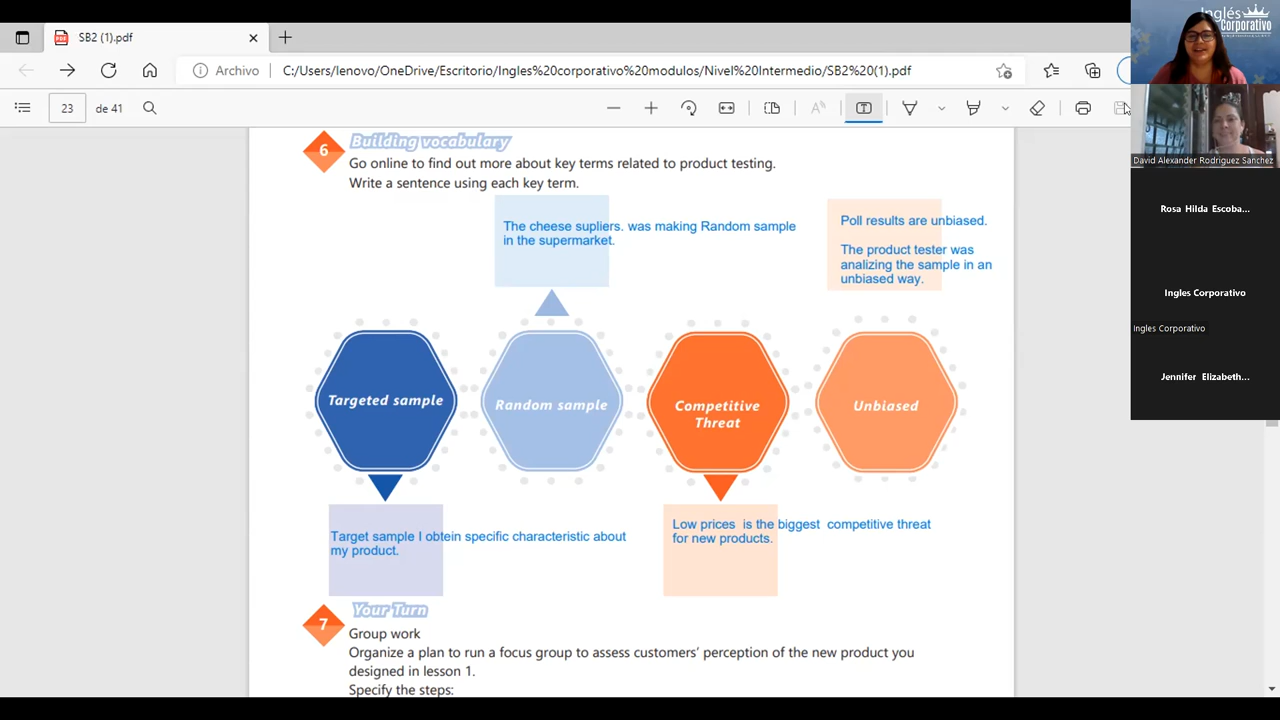 SB2 (1).pdf
Archivo
C:/Users/lenovo/OneDrive/Escritorio/Ingles%20corporativo%20modulos/Nivel%20Intermedio/SB2%20(1).pdf
23
de 41
6
Building vocabulary
Go online to find out more about key terms related to product testing.
Write a sentence using each key term.
The cheese supliers. was making Random sample
in the supermarket.
Poll results are unbiased.
The product tester was
analizing the sample in an
unbiased way.
Targeted sample
Random sample
Competitive
Threat
Unbiased
Target sample I obtein specific characteristic about
my product.
Low prices is the biggest competitive threat
for new products.
7
Your Turn
Group work
Organize a plan to run a focus group to assess customers' perception of the new product you
designed in lesson 1.
Specify the steps:
Inglés
Corporativo
David Alexander Rodriguez Sanchez
Rosa Hilda Escoba...
Ingles Corporativo
Ingles Corporativo
Jennifer Elizabeth...